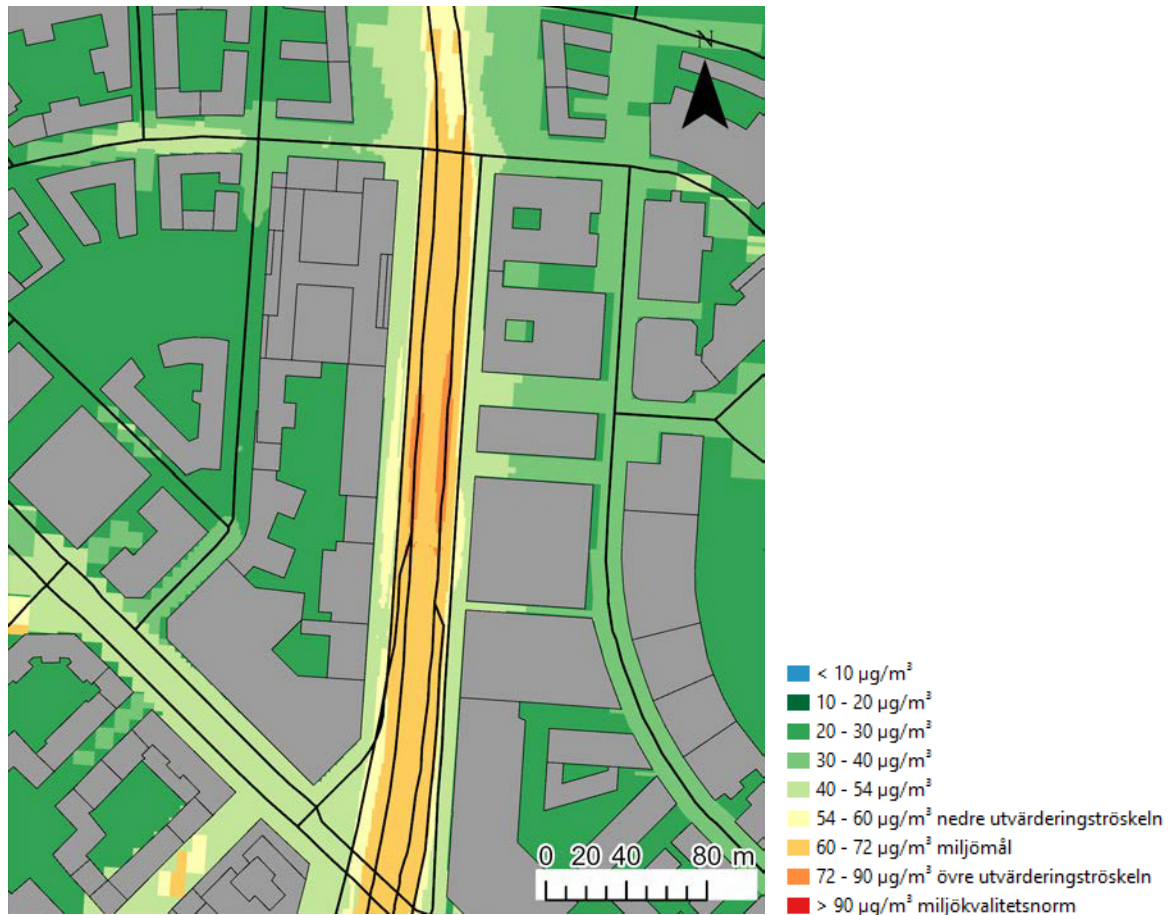 N
< 10 µg/m³
10 - 20 µg/m³
20 - 30 µg/m³
30 - 40 µg/m³
40 - 54 µg/m³
54 - 60 µg/m³ nedre utvärderingströskeln
60 - 72 µg/m³ miljömål
72 - 90 µg/m³ övre utvärderingströskeln
> 90 µg/m³ miljökvalitetsnorm
0 20 40 80 m